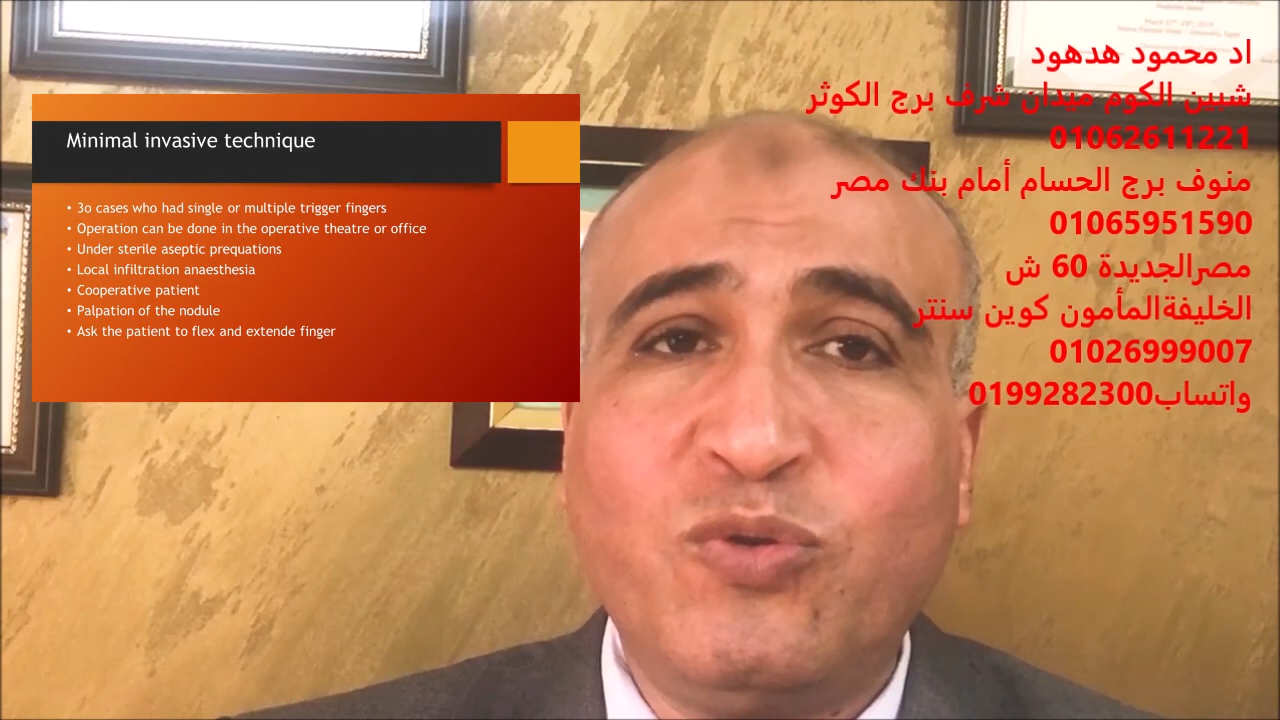 Minimal invasive technique
• 3o cases who had single or multiple trigger fingers
• Operation can be done in the operative theatre or office
• Under sterile aseptic prequations
• Local infiltration anaesthesia
• Cooperative patient
• Palpation of the nodule
• Ask the patient to flex and extende finger
اد محمود هدهود
شبين الكوم ميدان شرف برج الكوثر
01062611221
منوف برج الحسام أمام بنك مصر
01065951590
مصرالجديدة 60 ش
الخليفةالمأمون كوين سنتر
01026999007
واتساب0199282300